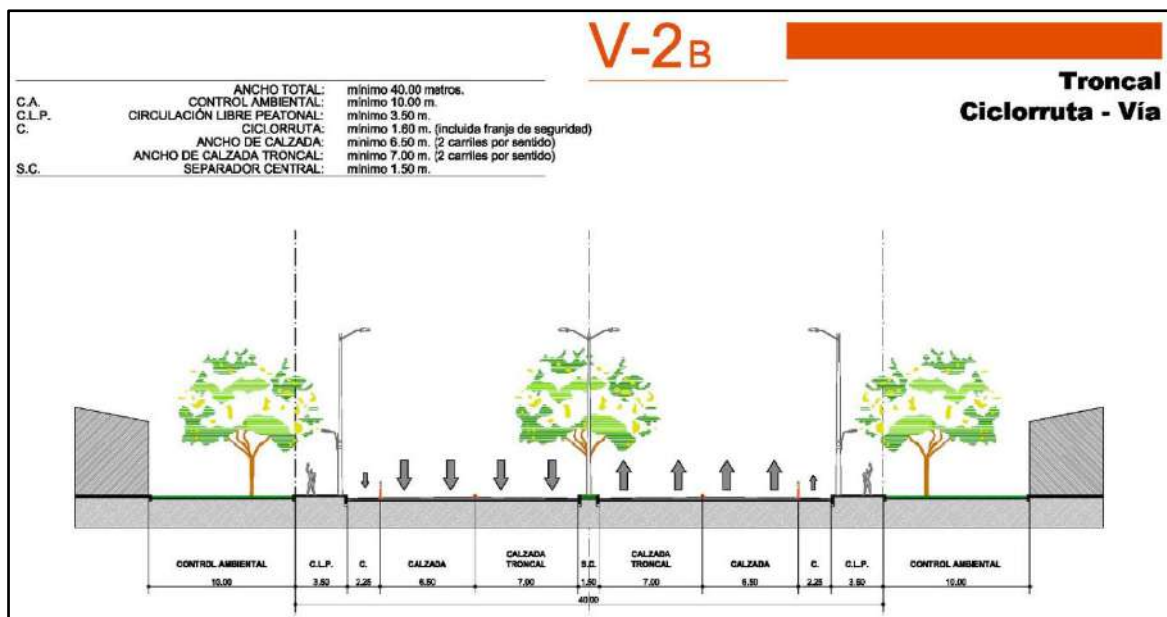 V-2B
Troncal
Ciclorruta - Vía
ANCHO TOTAL: mínimo 40.00 metros.
C.A. CONTROL AMBIENTAL: mínimo 10.00 m.
C.L.P. CIRCULACIÓN LIBRE PEATONAL: mínimo 3.50 m.
C. CICLORRUTA: mínimo 1.60 m. (incluida franja de seguridad)
ANCHO DE CALZADA: mínimo 6.50 m. (2 carriles por sentido)
ANCHO DE CALZADA TRONCAL: mínimo 7.00 m. (2 carriles por sentido)
S.C. SEPARADOR CENTRAL: mínimo 1.50 m.
CONTROL AMBIENTAL C.L.P. C. CALZADA CALZADA TRONCAL S.C. CALZADA TRONCAL CALZADA C. C.L.P. CONTROL AMBIENTAL
10.00 3.50 2.25 6.50 7.00 1.50 7.00 6.50 2.25 3.50 10.00
40.00